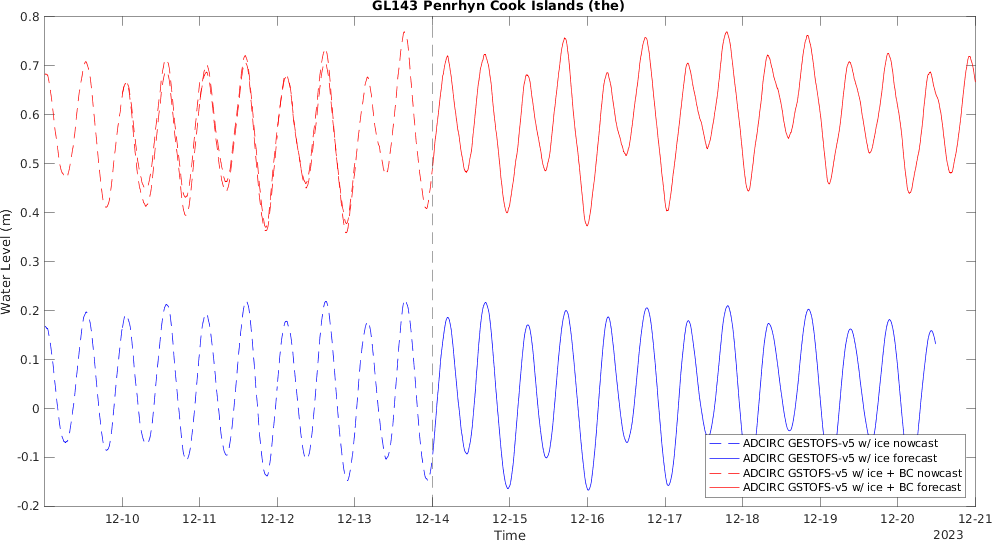 GL143 Penrhyn Cook Islands (the)
Water Level (m)
0.8
0.7
0.6
0.5
0.4
0.3
0.2
0.1
0
-0.1
-0.2
ADCIRC GESTOFS-v5 w/ ice nowcast
ADCIRC GESTOFS-v5 w/ ice forecast
ADCIRC GSTOFS-v5 w/ ice + BC nowcast
ADCIRC GSTOFS-v5 w/ ice + BC forecast
12-10 12-11 12-12 12-13 12-14 12-15 12-16 12-17 12-18 12-19 12-20 12-21
Time
2023